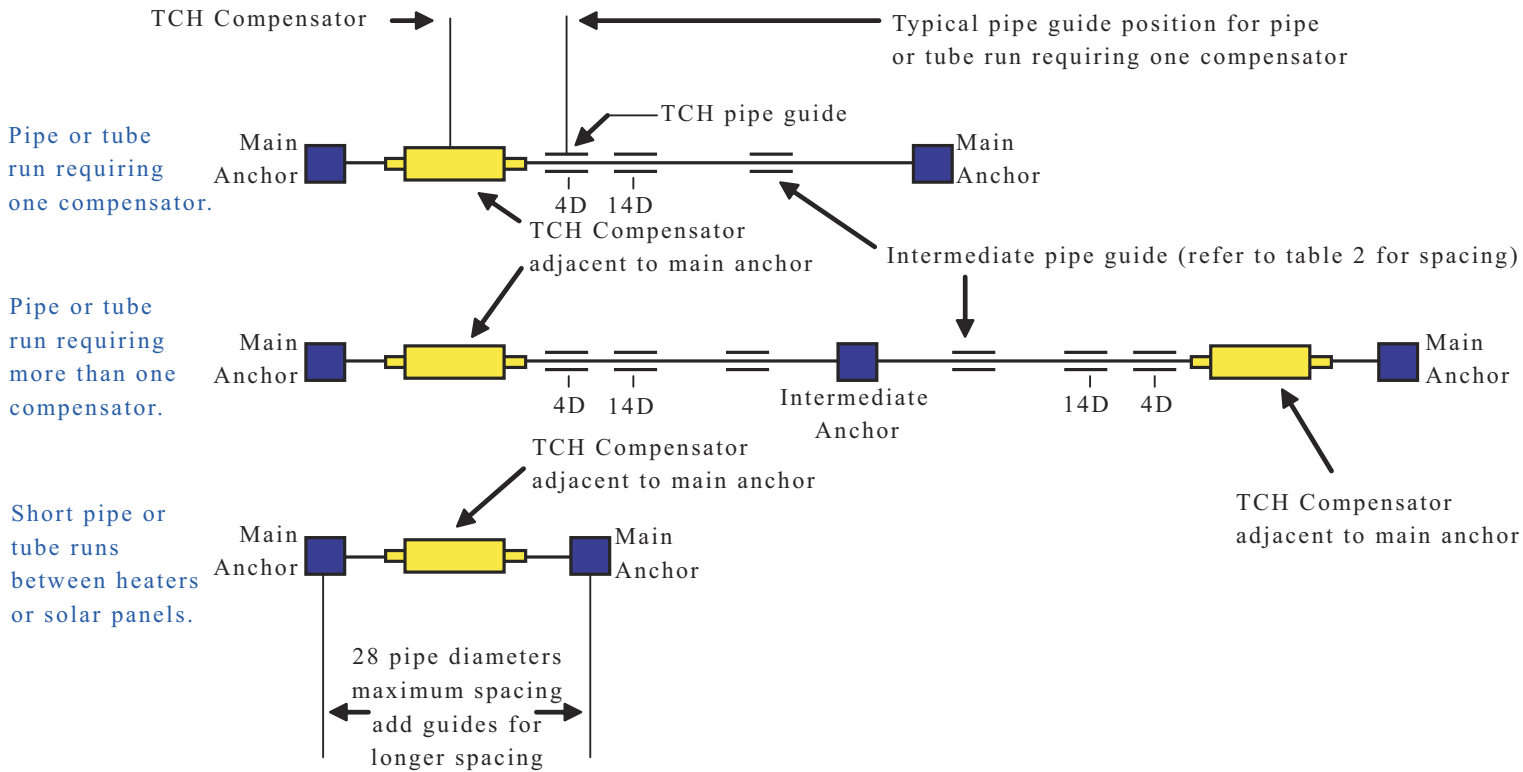 TCH Compensator
Typical pipe guide position for pipe
or tube run requiring one compensator
TCH pipe guide
Pipe or tube
run requiring
one compensator.
Main
Anchor
Main
Anchor
4D
14D
TCH Compensator
adjacent to main anchor
Intermediate pipe guide (refer to table 2 for spacing)
Pipe or tube
run requiring
more than one
compensator.
Main
Anchor
Main
Anchor
4D
14D
Intermediate
Anchor
14D
4D
TCH Compensator
adjacent to main anchor
TCH Compensator
adjacent to main anchor
Short pipe or
tube runs
between heaters
or solar panels.
Main
Anchor
Main
Anchor
28 pipe diameters
maximum spacing
add guides for
longer spacing